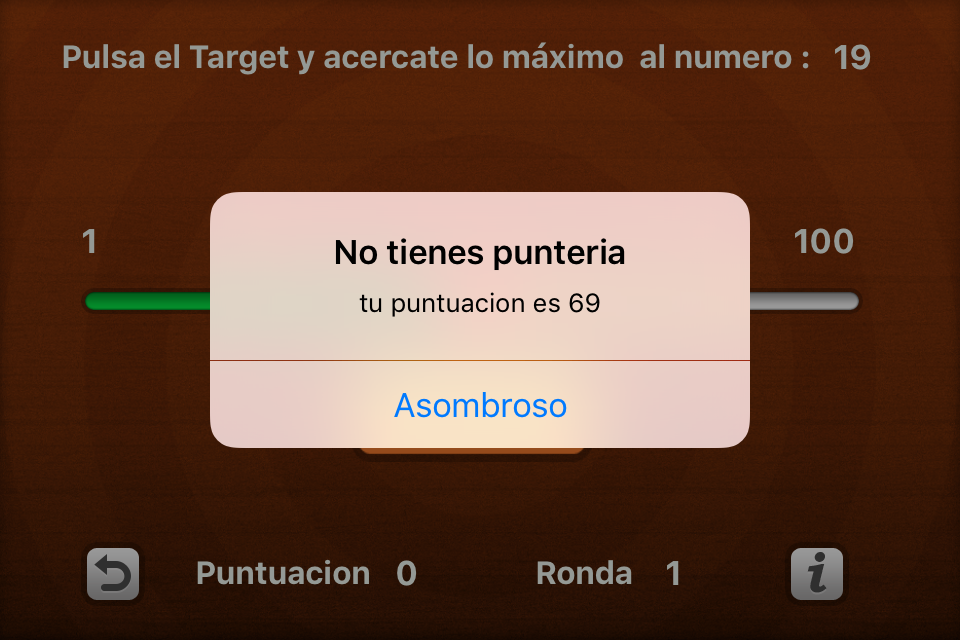 Pulsa el Target y acercate lo máximo al numero : 19
1 100
No tienes punteria
tu puntuacion es 69
Asombroso
Puntuacion 0 Ronda 1 i